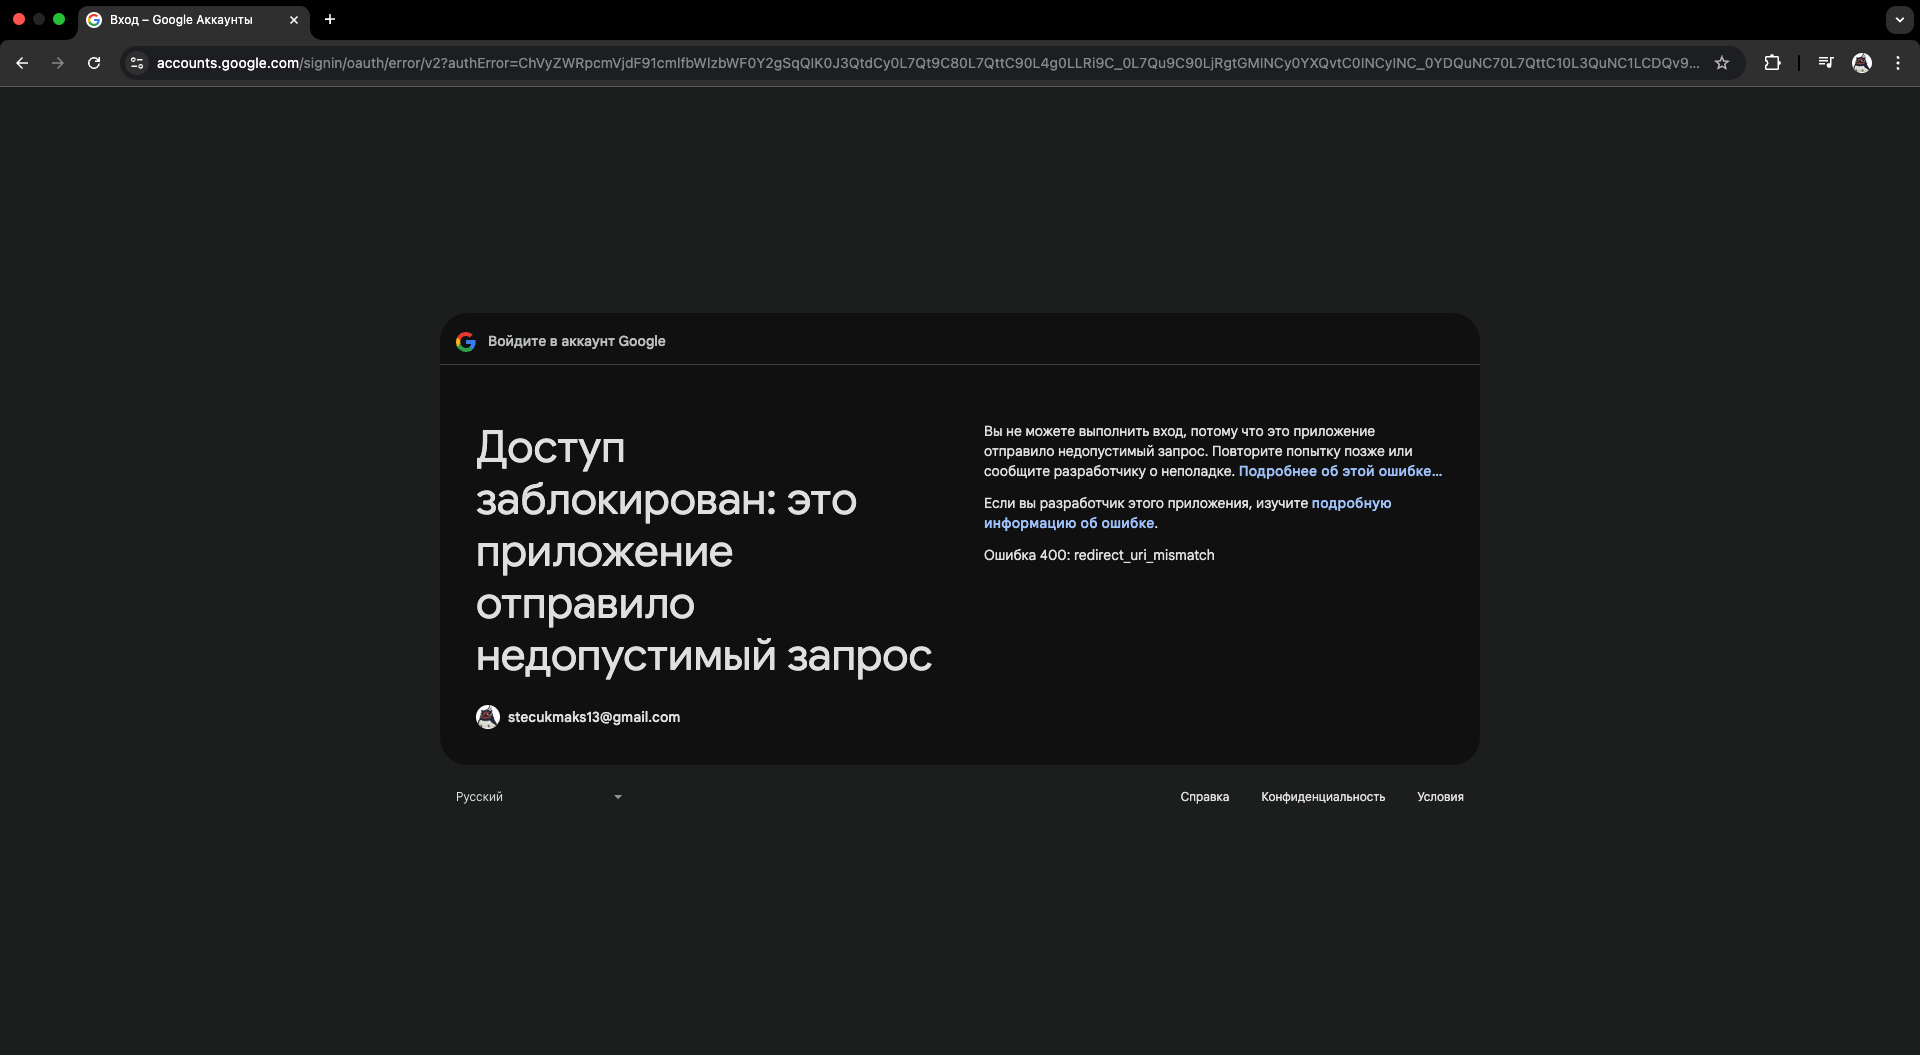 Вход – Google Аккаунты
accounts.google.com/signin/oauth/error/v2?authError=ChVyZWRpcmVjdF91cmlfbWlzbWF0Y2gSqQIK0J3QtdCy0L7Qt9C80L7QttC90L4g0LLRi9C_0L7Qu9C90LjRgtGMINCy0YXQvtC0INCyINC_0YDQuNC70L7QttC10L3QuNC1LCDQv9...
Войдите в аккаунт Google
Доступ
заблокирован: это
приложение
отправило
недопустимый запрос
stecukmaks13@gmail.com
Вы не можете выполнить вход, потому что это приложение
отправило недопустимый запрос. Повторите попытку позже или
сообщите разработчику о неполадке. Подробнее об этой ошибке...
Если вы разработчик этого приложения, изучите подробную
информацию об ошибке.
Ошибка 400: redirect_uri_mismatch
Русский
Справка
Конфиденциальность
Условия